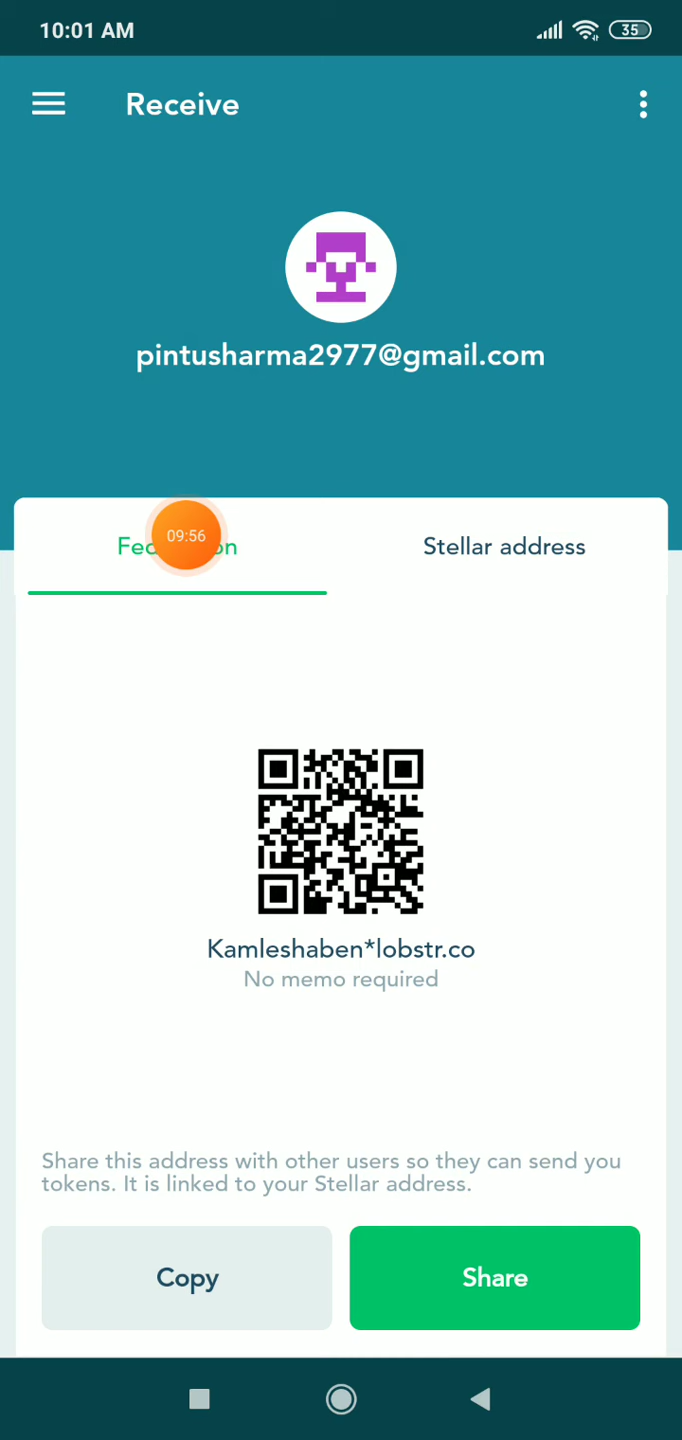 10:01 AM
35
Receive
pintusharma2977@gmail.com
09:56
Stellar address
Kamleshaben*lobstr.co
No memo required
Share this address with other users so they can send you
tokens. It is linked to your Stellar address.
Copy
Share